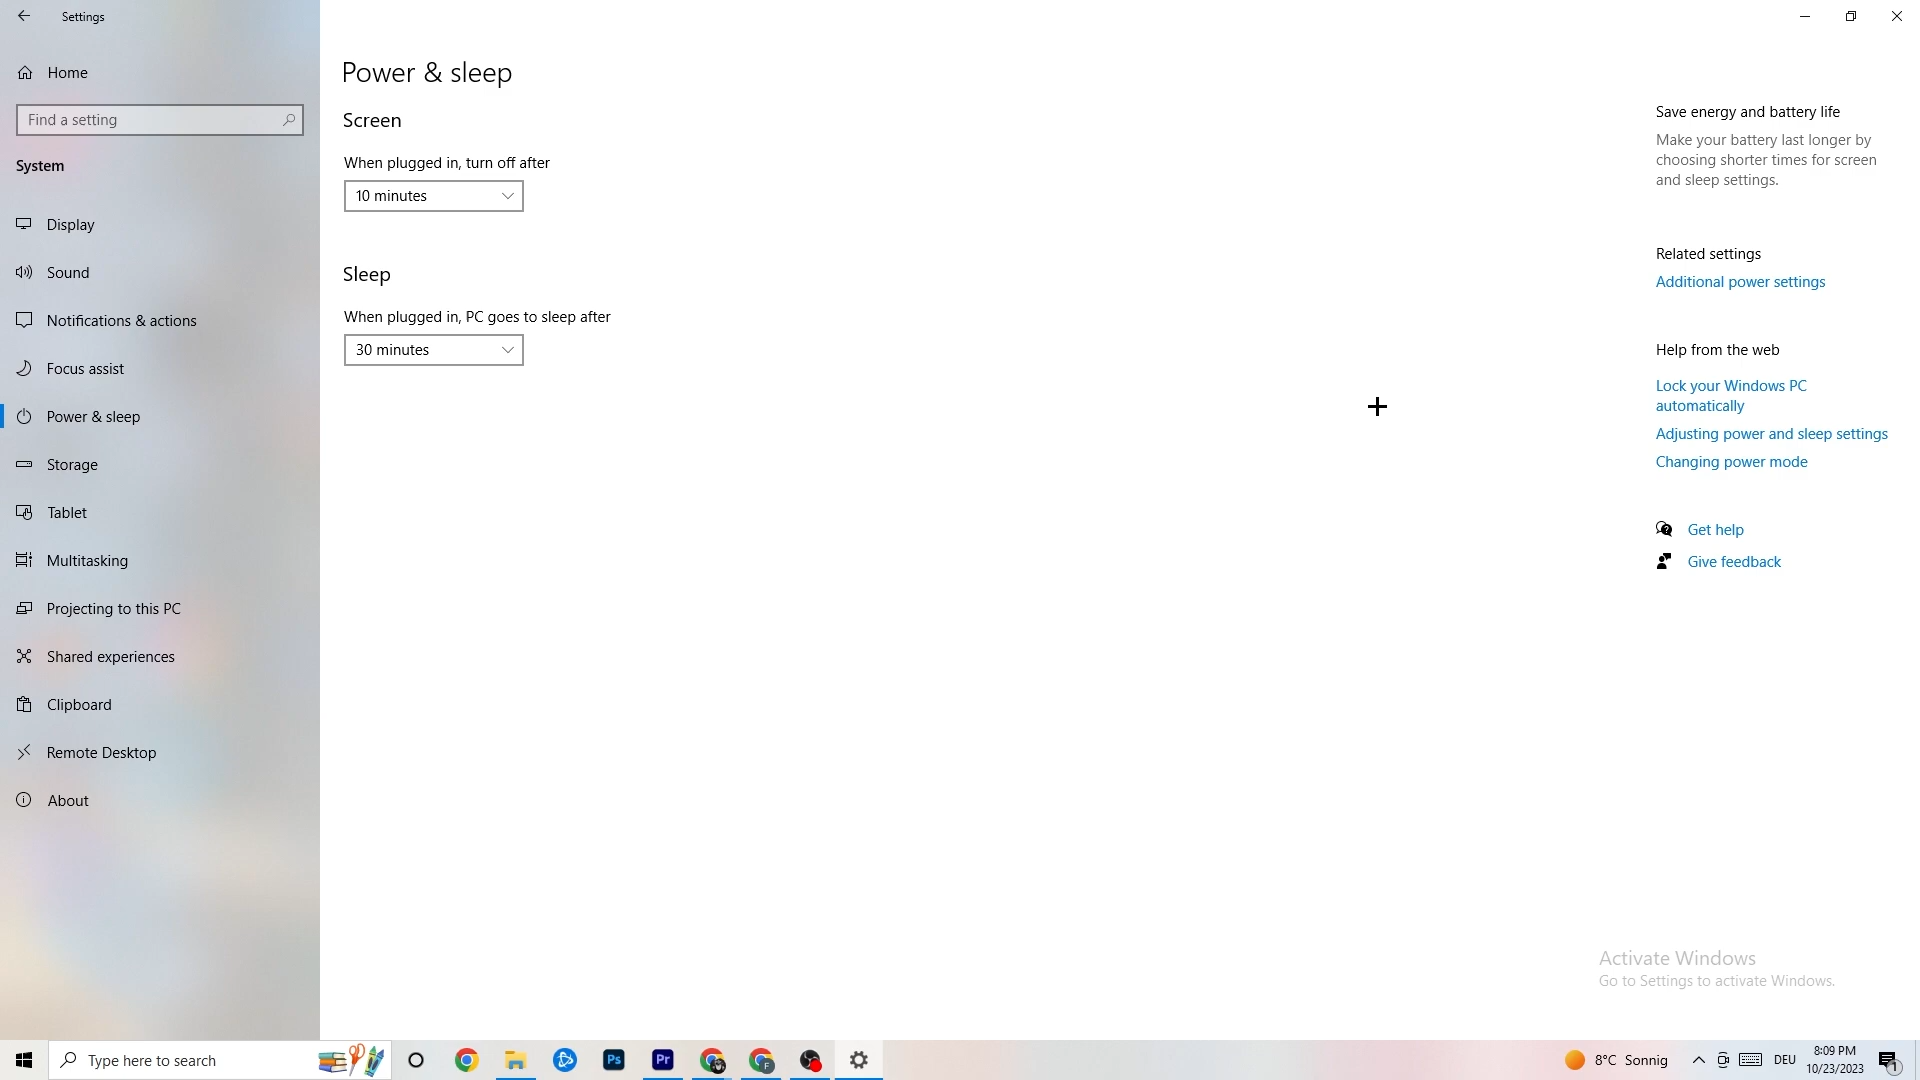 Settings
Home
Find a setting
System
Display
Sound
Notifications & actions
Focus assist
Power & sleep
Storage
Tablet
Multitasking
Projecting to this PC
Shared experiences
Clipboard
Remote Desktop
About
Power & sleep
Screen
When plugged in, turn off after
10 minutes
Sleep
When plugged in, PC goes to sleep after
30 minutes
Save energy and battery life
Make your battery last longer by
choosing shorter times for screen
and sleep settings.
Related settings
Additional power settings
Help from the web
Lock your Windows PC
automatically
Adjusting power and sleep settings
Changing power mode
Get help
Give feedback
Activate Windows
Go to Settings to activate Windows.
Type here to search
Ps
Pr
F
8°C Sonnig
DEU
8:09 PM
10/23/2023
1